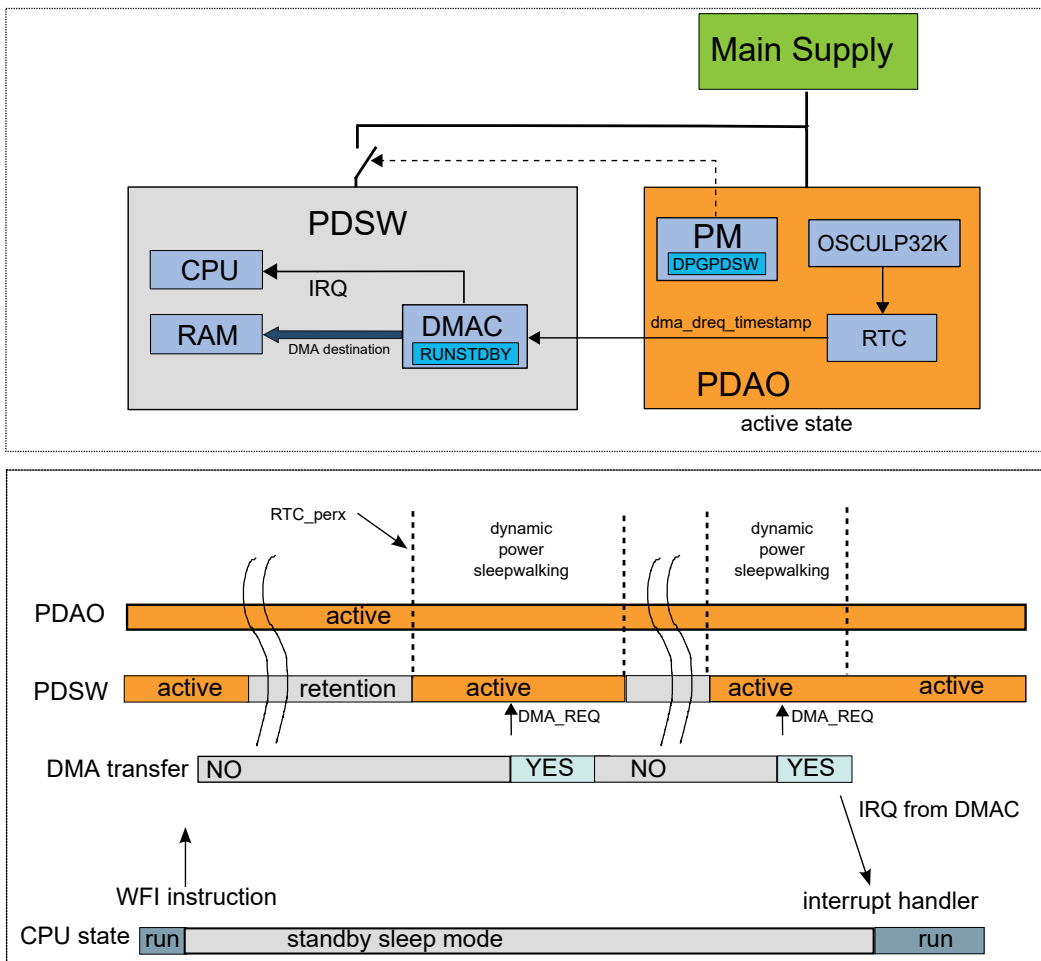 Main Supply
PDSW
CPU
IRQ
RAM
DMA destination
DMAC
RUNSTDBY
PM
DPGPDSW
OSCULP32K
dma_dreq_timestamp
RTC
PDAO
active state
RTC_perx
dynamic
power
sleepwalking
dynamic
power
sleepwalking
PDAO
active
PDSW
active
retention
active
active
active
DMA_REQ
DMA_REQ
DMA transfer
NO
YES
NO
YES
IRQ from DMAC
WFI instruction
interrupt handler
CPU state
run
standby sleep mode
run